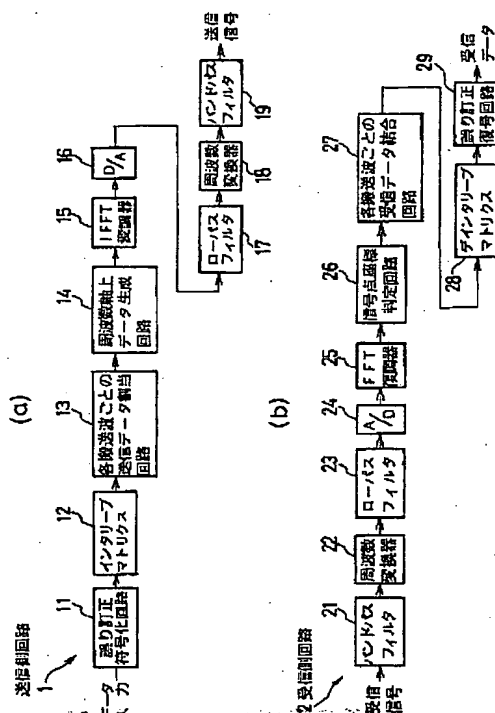 (a)
送信側回路
1
データ
力
11
誤り訂正
符号化回路
12
インタリーブ
マトリクス
13
各搬送波ごとの
送信データ割当
回路
14
周波数軸上
データ生成
回路
15
IFFT
変調器
16
D/A
17
ローパス
フィルタ
18
周波数
変換器
19
バンドパス
フィルタ
送信
信号
(b)
2 受信側回路
受信
信号
21
バンドパス
フィルタ
22
周波数
変換器
23
ローパス
フィルタ
24
A/D
25
FFT
復調器
26
信号点座標
判定回路
27
各搬送波ごとの
受信データ結合
回路
28
デインタリーブ
マトリクス
29
誤り訂正
復号回路
受信
データ